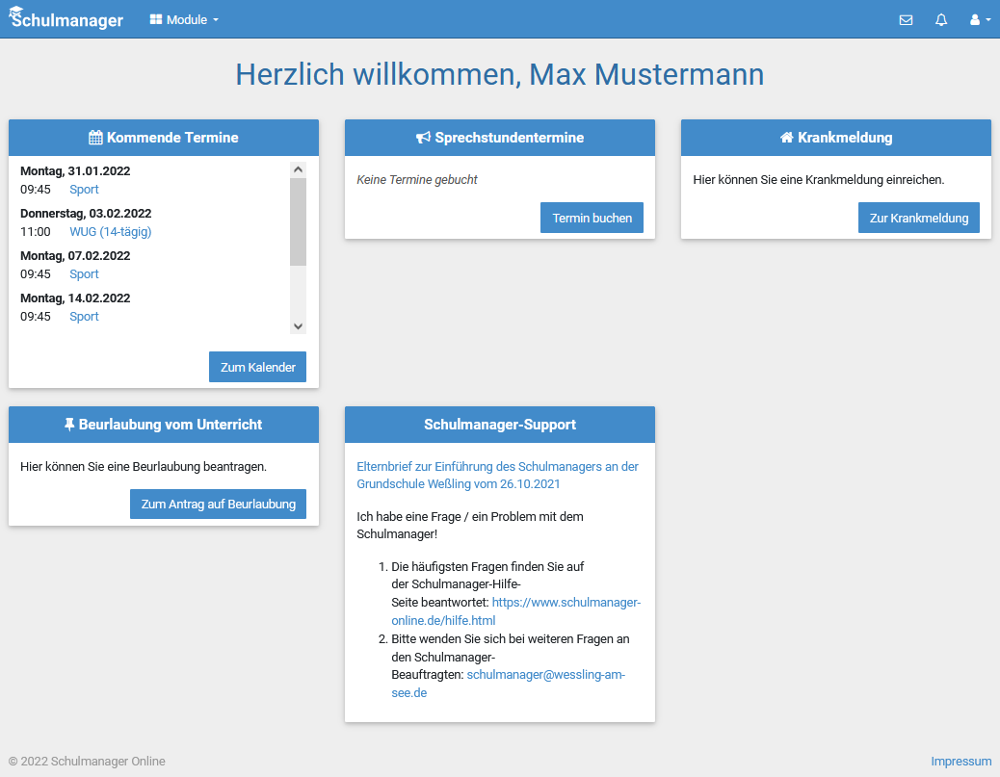 Schulmanager
Module
Herzlich willkommen, Max Mustermann
Kommende Termine
Montag, 31.01.2022
09:45 Sport
Donnerstag, 03.02.2022
11:00 WUG (14-tägig)
Montag, 07.02.2022
09:45 Sport
Montag, 14.02.2022
09:45 Sport
Zum Kalender
Sprechstundentermine
Keine Termine gebucht
Termin buchen
Krankmeldung
Hier können Sie eine Krankmeldung einreichen.
Zur Krankmeldung
Beurlaubung vom Unterricht
Hier können Sie eine Beurlaubung beantragen.
Zum Antrag auf Beurlaubung
Schulmanager-Support
Elternbrief zur Einführung des Schulmanagers an der
Grundschule Weßling vom 26.10.2021
Ich habe eine Frage / ein Problem mit dem
Schulmanager!
1. Die häufigsten Fragen finden Sie auf
der Schulmanager-Hilfe-
Seite beantwortet: https://www.schulmanager-
online.de/hilfe.html
2. Bitte wenden Sie sich bei weiteren Fragen an
den Schulmanager-
Beauftragten: schulmanager@wessling-am-
see.de
© 2022 Schulmanager Online
Impressum